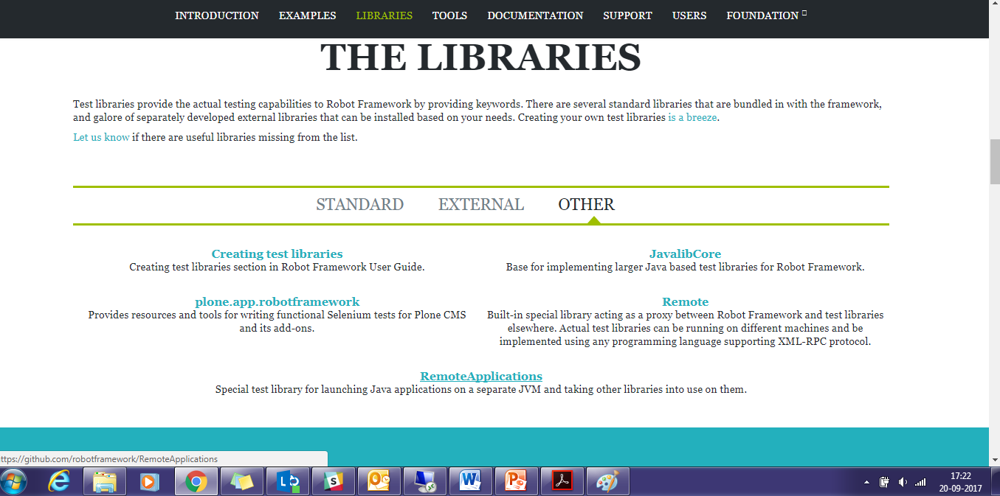 INTRODUCTION EXAMPLES LIBRARIES TOOLS DOCUMENTATION SUPPORT USERS FOUNDATION
THE LIBRARIES
Test libraries provide the actual testing capabilities to Robot Framework by providing keywords. There are several standard libraries that are bundled in with the framework,
and galore of separately developed external libraries that can be installed based on your needs. Creating your own test libraries is a breeze.
Let us know if there are useful libraries missing from the list.
STANDARD EXTERNAL OTHER
Creating test libraries
Creating test libraries section in Robot Framework User Guide.
JavalibCore
Base for implementing larger Java based test libraries for Robot Framework.
plone.app.robotframework
Provides resources and tools for writing functional Selenium tests for Plone CMS
and its add-ons.
Remote
Built-in special library acting as a proxy between Robot Framework and test libraries
elsewhere. Actual test libraries can be running on different machines and be
implemented using any programming language supporting XML-RPC protocol.
RemoteApplications
Special test library for launching Java applications on a separate JVM and taking other libraries into use on them.
ttps://github.com/robotframework/RemoteApplications
17:22
20-09-2017